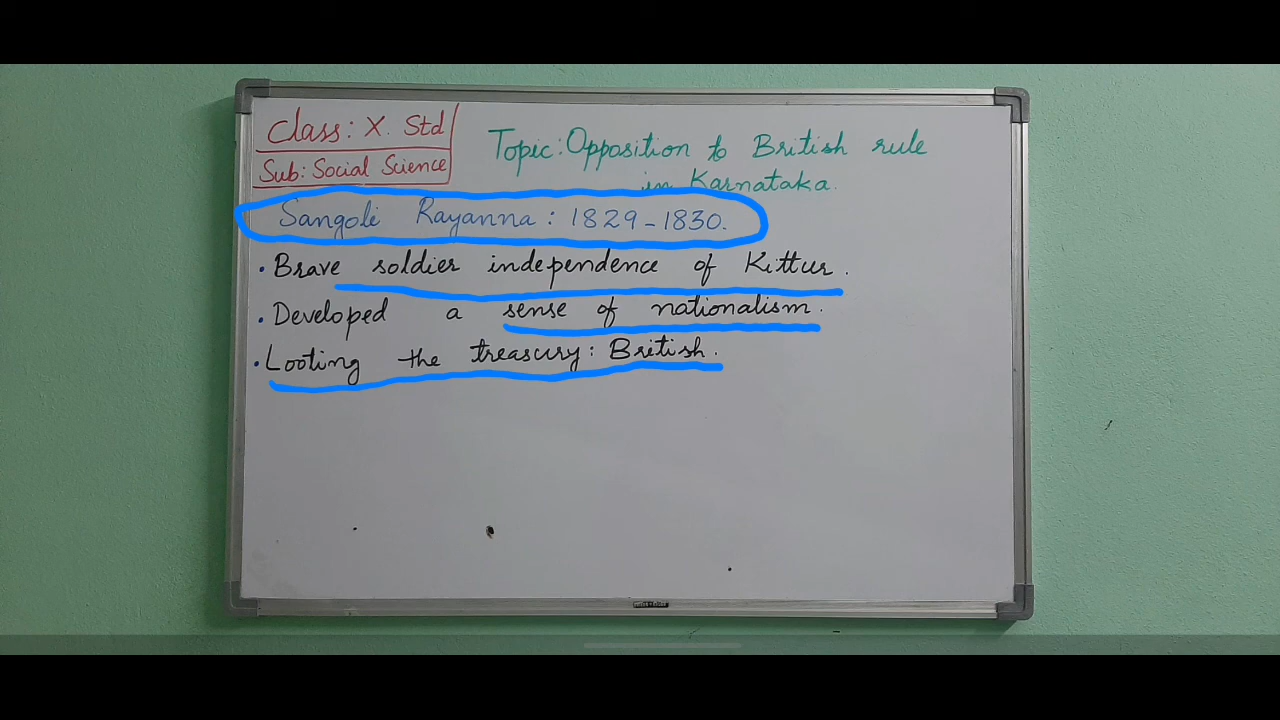 Class: X. Std
Sub: Social Science
Topic: Opposition to British rule
in Karnataka.
Sangoli Rayanna: 1829-1830.
• Brave soldier independence of Kittur.
• Developed a sense of nationalism.
• Looting the treasury: British.